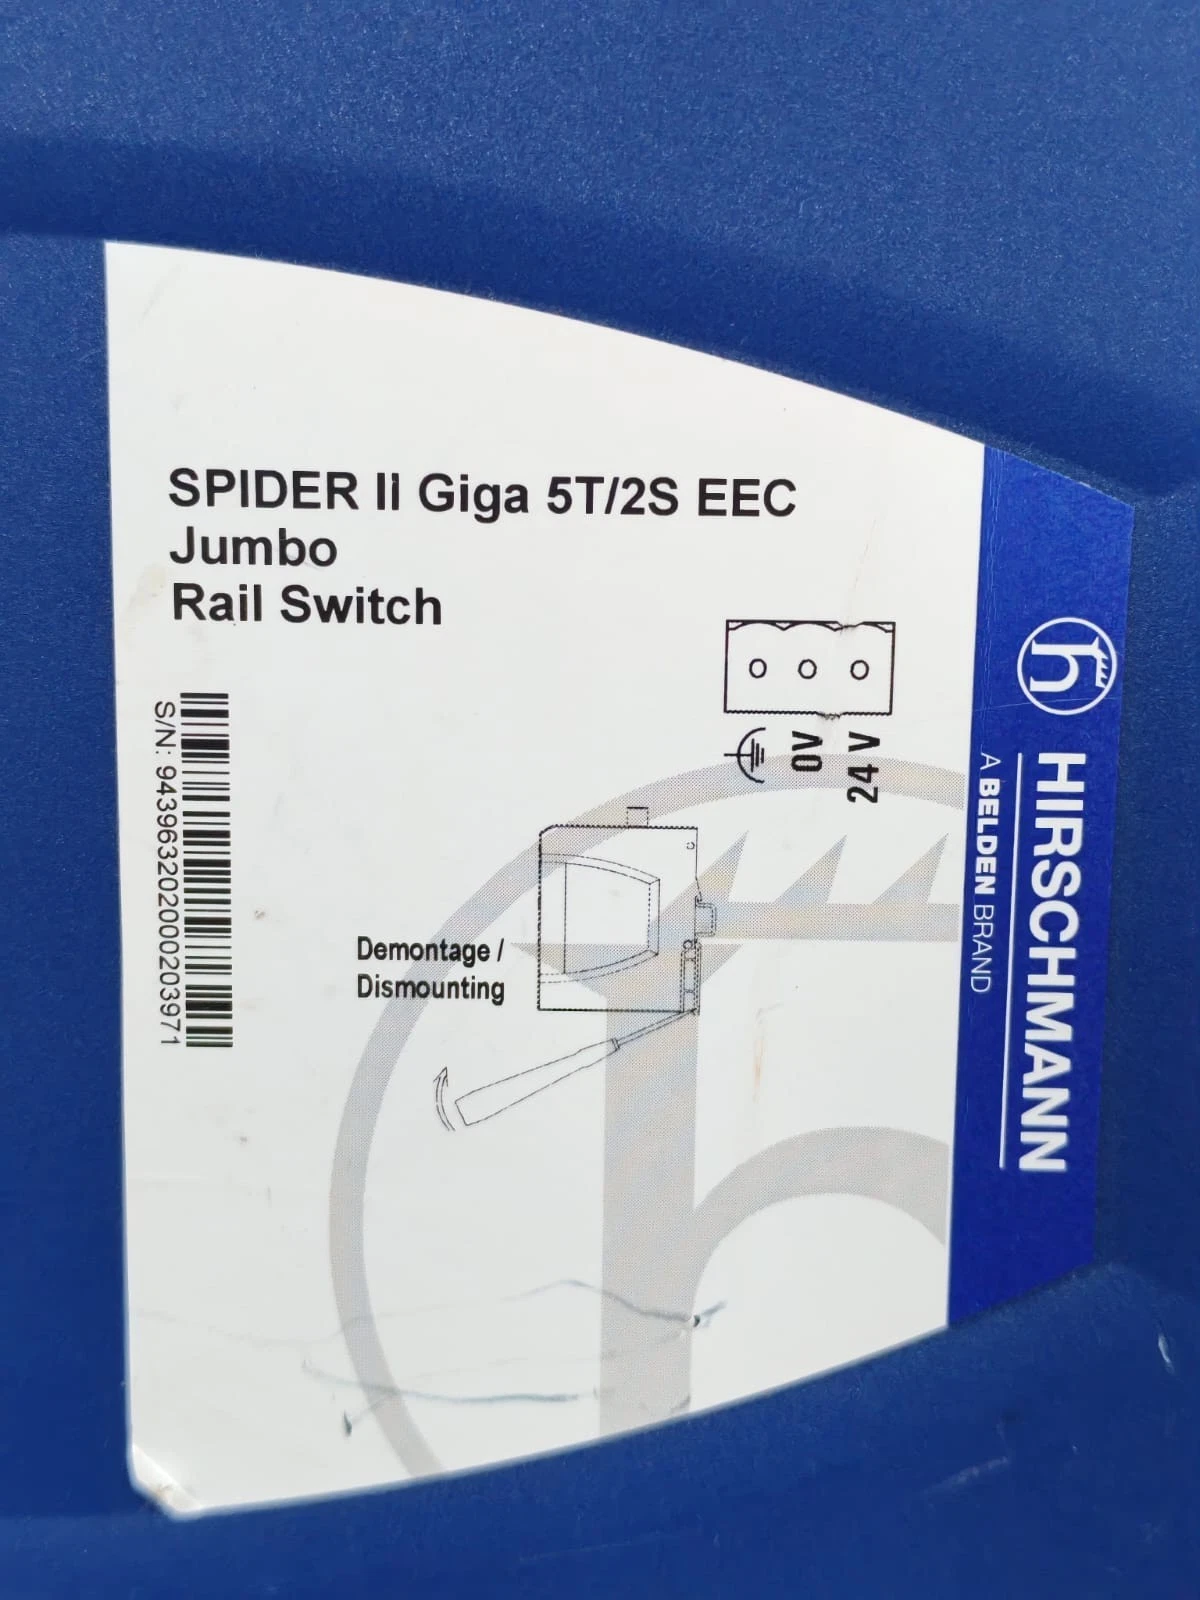 SPIDER II Giga 5T/2S EEC
Jumbo
Rail Switch
0V
24 V
S/N: 943963202000203971
Demontage /
Dismounting
HIRSCHMANN
A BELDEN BRAND